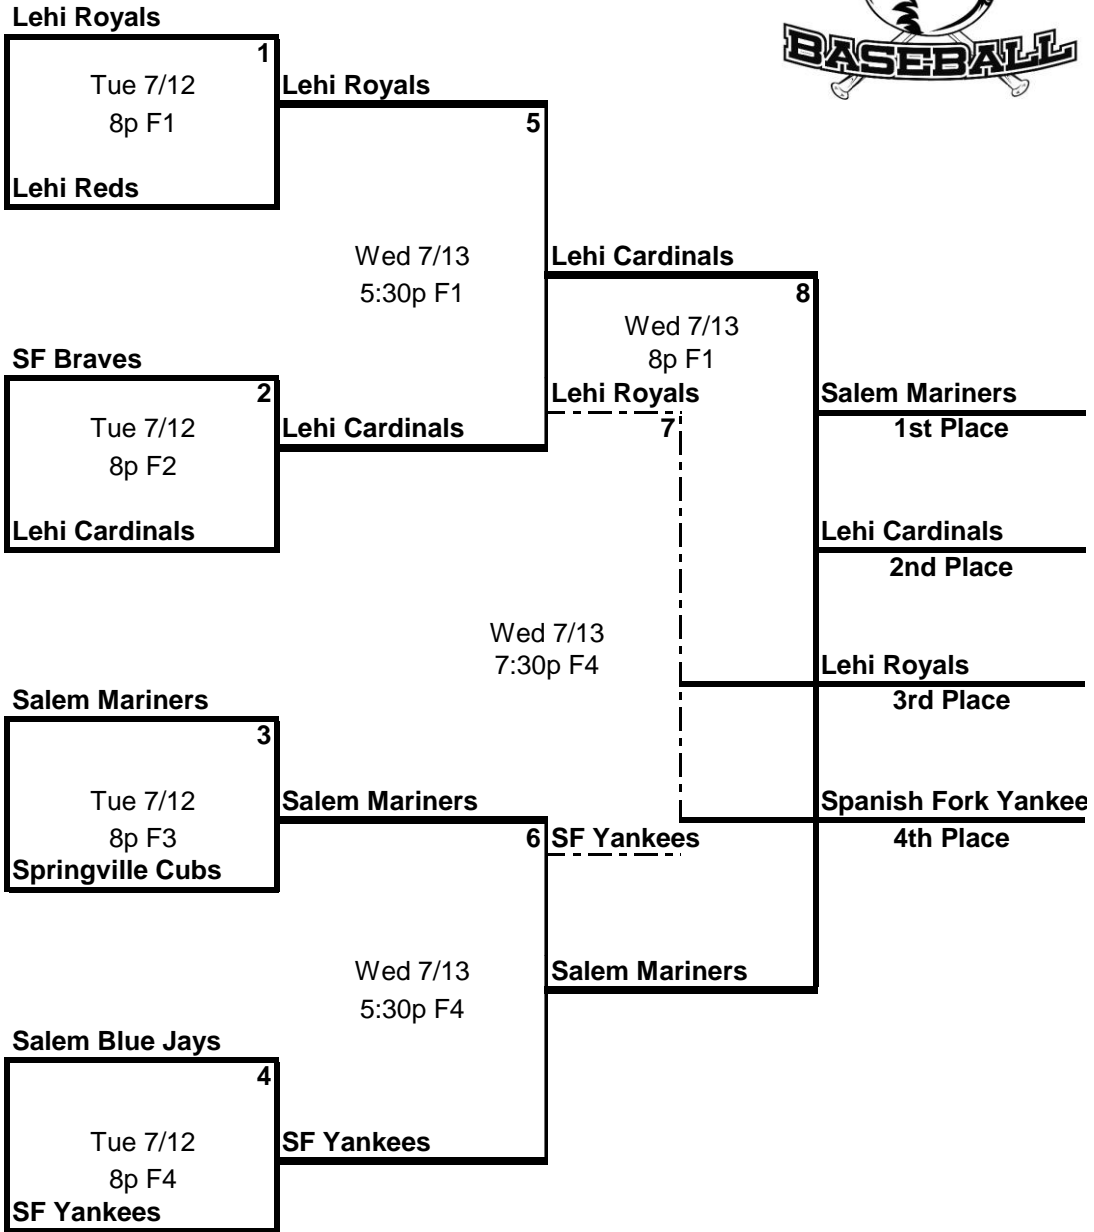 Lehi Royals
BASEBALL
1
Tue 7/12
8p F1
Lehi Royals
5
Lehi Reds
Wed 7/13
5:30p F1
Lehi Cardinals
8
Wed 7/13
8p F1
SF Braves
2
Tue 7/12
8p F2
Lehi Cardinals
Lehi Royals
7
Salem Mariners
1st Place
Lehi Cardinals
Lehi Cardinals
2nd Place
Wed 7/13
7:30p F4
Lehi Royals
3rd Place
Salem Mariners
3
Tue 7/12
8p F3
Salem Mariners
6
SF Yankees
Spanish Fork Yankee
4th Place
Springville Cubs
Wed 7/13
5:30p F4
Salem Mariners
Salem Blue Jays
4
Tue 7/12
8p F4
SF Yankees
SF Yankees